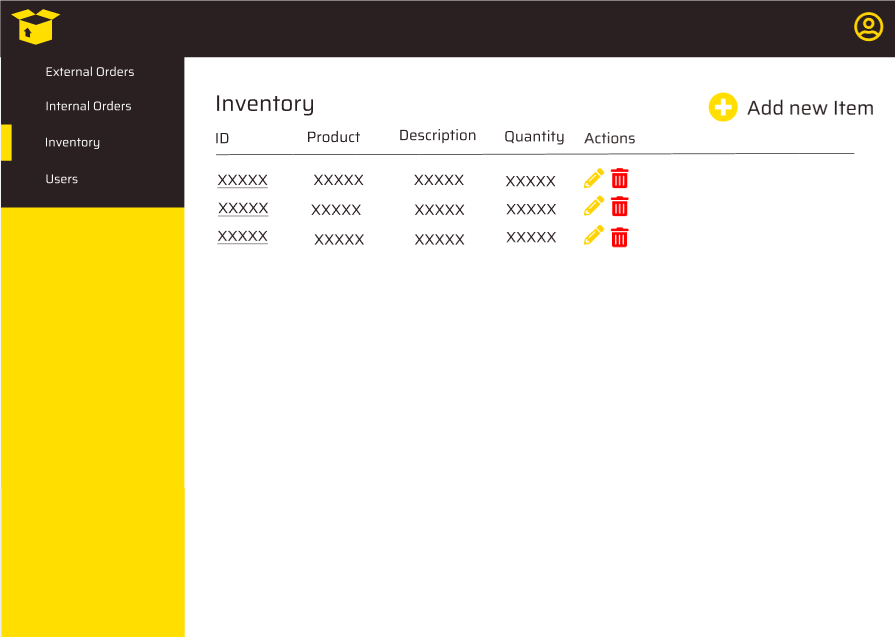 External Orders
Internal Orders
Inventory
Users
Inventory
Add new Item
ID Product Description Quantity Actions
XXXXX XXXXX XXXXX XXXXX
XXXXX XXXXX XXXXX XXXXX
XXXXX XXXXX XXXXX XXXXX